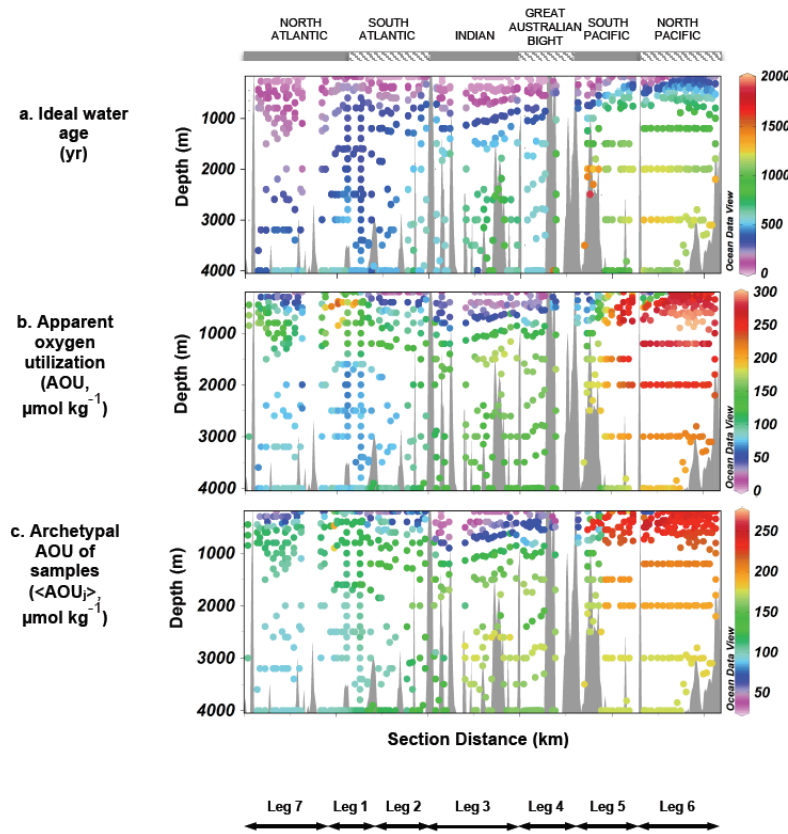 NORTH
ATLANTIC
SOUTH
ATLANTIC
INDIAN
GREAT
AUSTRALIAN
BIGHT
SOUTH
PACIFIC
NORTH
PACIFIC
a. Ideal water
age
(yr)
Depth (m)
1000
2000
3000
4000
Ocean Data View
2000
1500
1000
500
0
b. Apparent
oxygen
utilization
(AOU,
µmol kg⁻¹)
Depth (m)
1000
2000
3000
4000
Ocean Data View
300
250
200
150
100
50
0
c. Archetypal
AOU of
samples
(<AOUⱼ>,
µmol kg⁻¹)
Depth (m)
1000
2000
3000
4000
Ocean Data View
250
200
150
100
50
Section Distance (km)
Leg 7 Leg 1 Leg 2 Leg 3 Leg 4 Leg 5 Leg 6